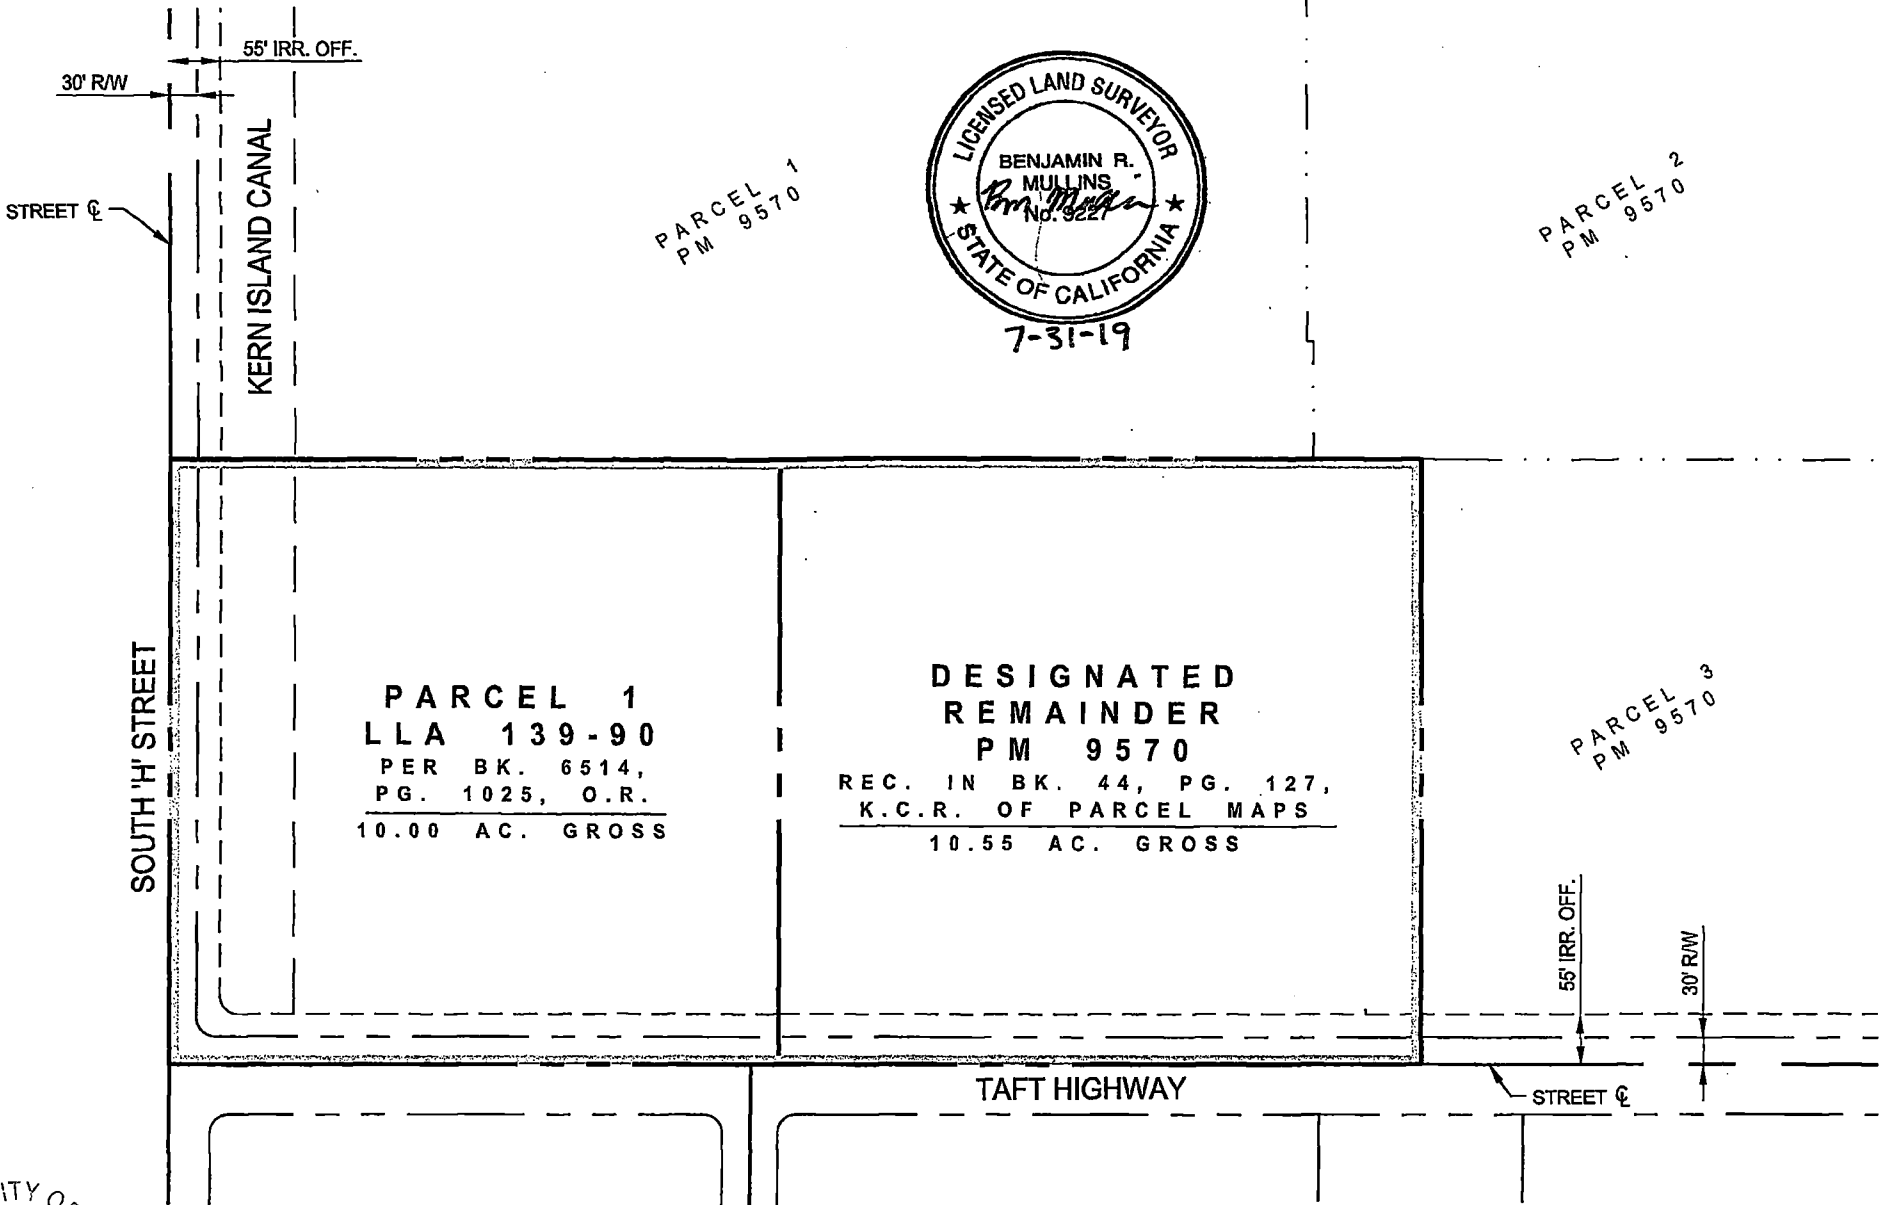 55' IRR. OFF.
30' R/W
STREET ℄
KERN ISLAND CANAL
PARCEL 1
PM 9570
LICENSED LAND SURVEYOR
BENJAMIN R.
MULLINS
No. 9227
STATE OF CALIFORNIA
7-31-19
PARCEL 2
PM 9570
SOUTH 'H' STREET
PARCEL 1
LLA 139-90
PER BK. 6514,
PG. 1025, O.R.
10.00 AC. GROSS
DESIGNATED
REMAINDER
PM 9570
REC. IN BK. 44, PG. 127,
K.C.R. OF PARCEL MAPS
10.55 AC. GROSS
PARCEL 3
PM 9570
55' IRR. OFF.
30' R/W
TAFT HIGHWAY
STREET ℄